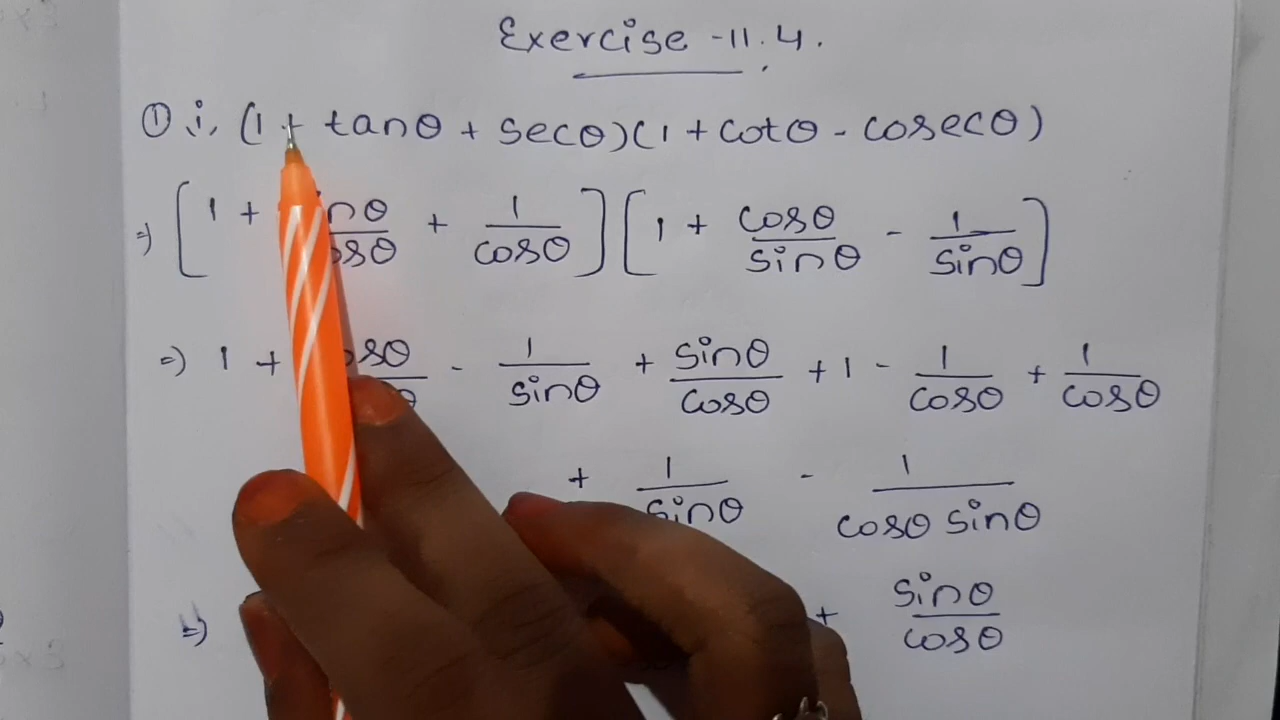 Exercise - 11.4.
① i, (1 + tanθ + secθ)(1 + cotθ - cosecθ)
⇒ [1 + sinθ/cosθ + 1/cosθ] [1 + cosθ/sinθ - 1/sinθ]
⇒ 1 + cosθ - 1/sinθ + sinθ/cosθ + 1 - 1/cosθ + 1/cosθ
+ 1/sinθ - 1/cosθ sinθ
⇒ + sinθ/cosθ